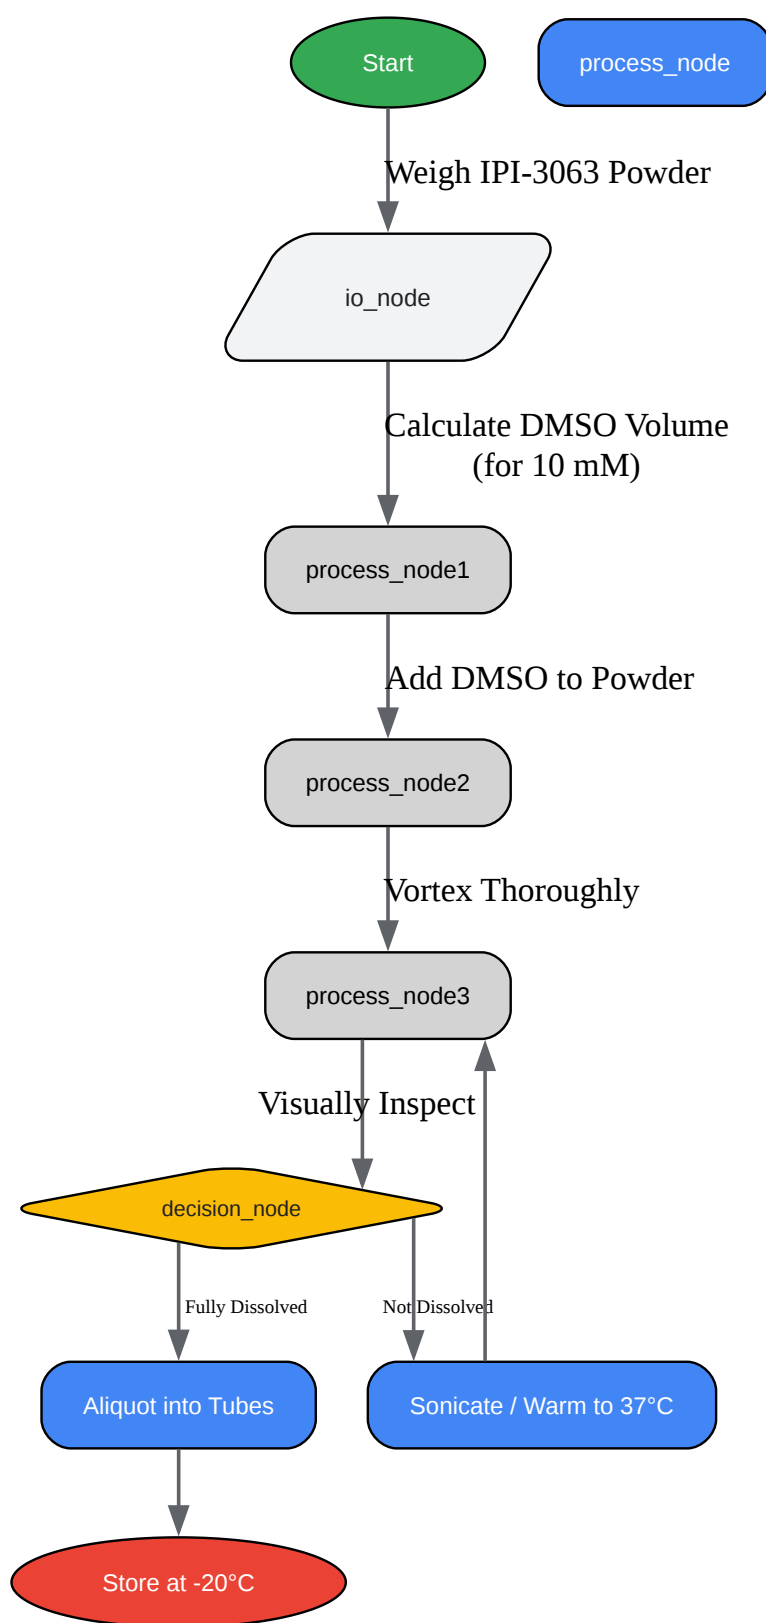 Start
process_node
Weigh IPI-3063 Powder
io_node
Calculate DMSO Volume
(for 10 mM)
process_node1
Add DMSO to Powder
process_node2
Vortex Thoroughly
process_node3
Visually Inspect
decision_node
Fully Dissolved
Not Dissolved
Aliquot into Tubes
Sonicate / Warm to 37°C
Store at -20°C